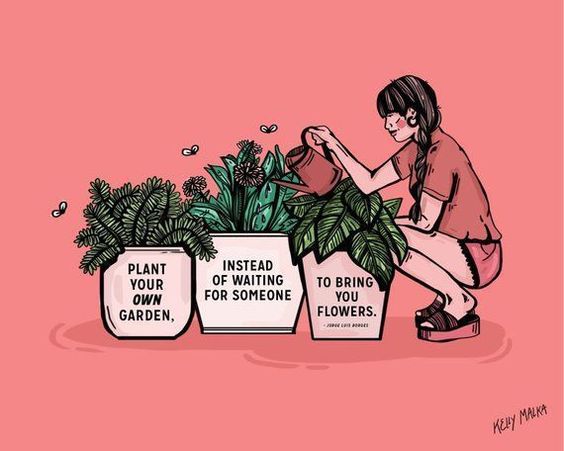 PLANT
YOUR
OWN
GARDEN,
INSTEAD
OF WAITING
FOR SOMEONE
TO BRING
YOU
FLOWERS.
- JORGE LUIS BORGES
KELLY MALKA